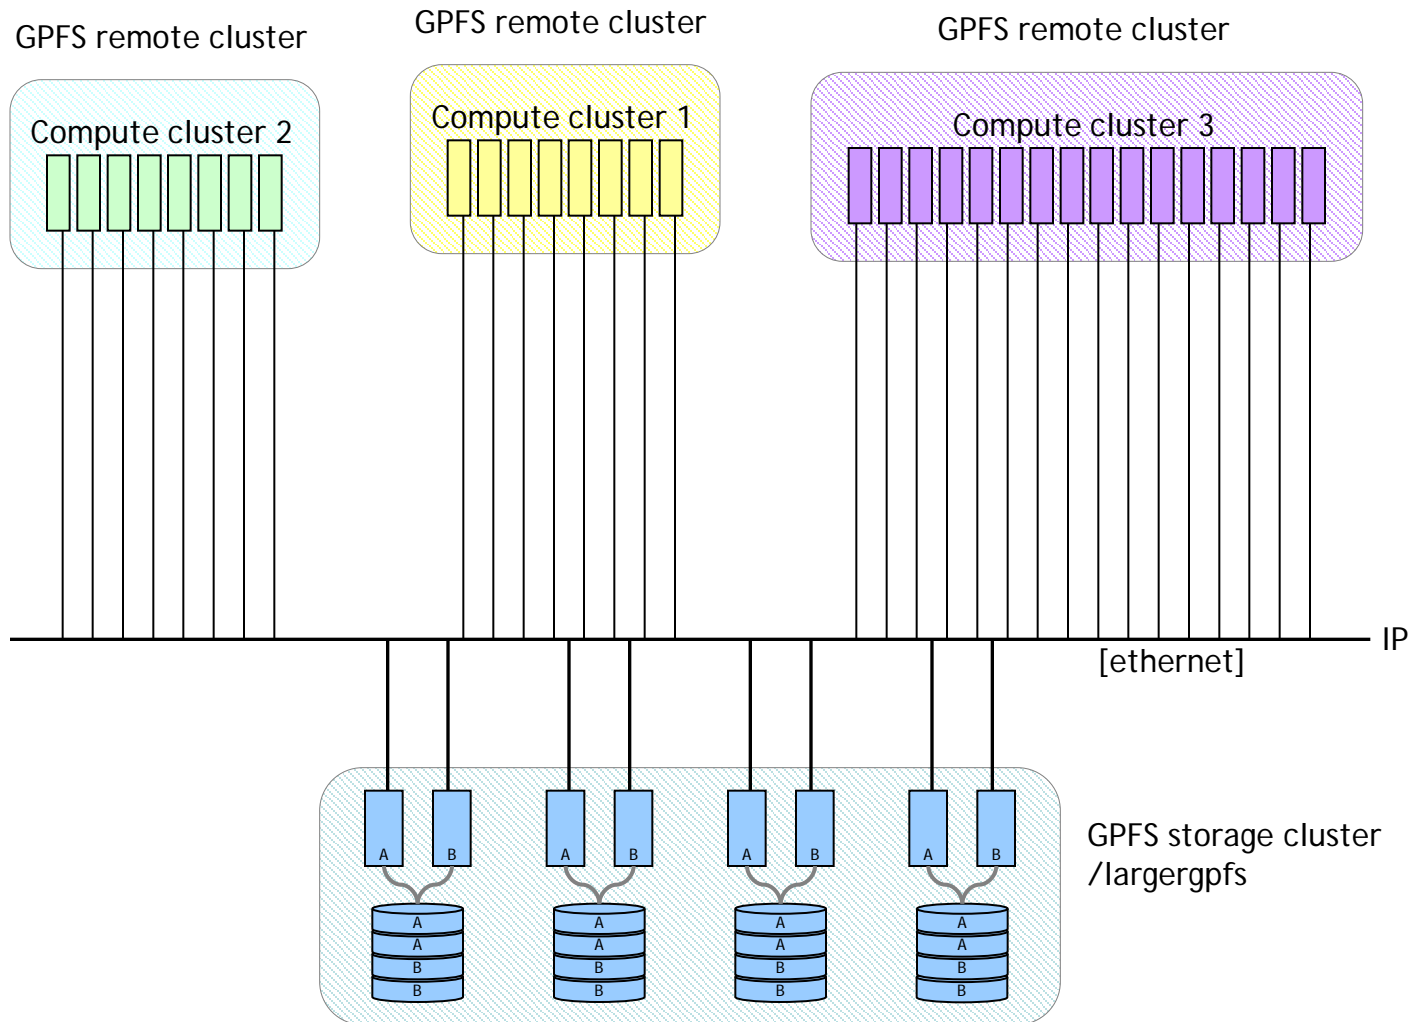 GPFS remote cluster
GPFS remote cluster
GPFS remote cluster
Compute cluster 2
Compute cluster 1
Compute cluster 3
IP
[ethernet]
A B A B A B A B
GPFS storage cluster
/largergpfs
A A A A
A A A A
B B B B
B B B B